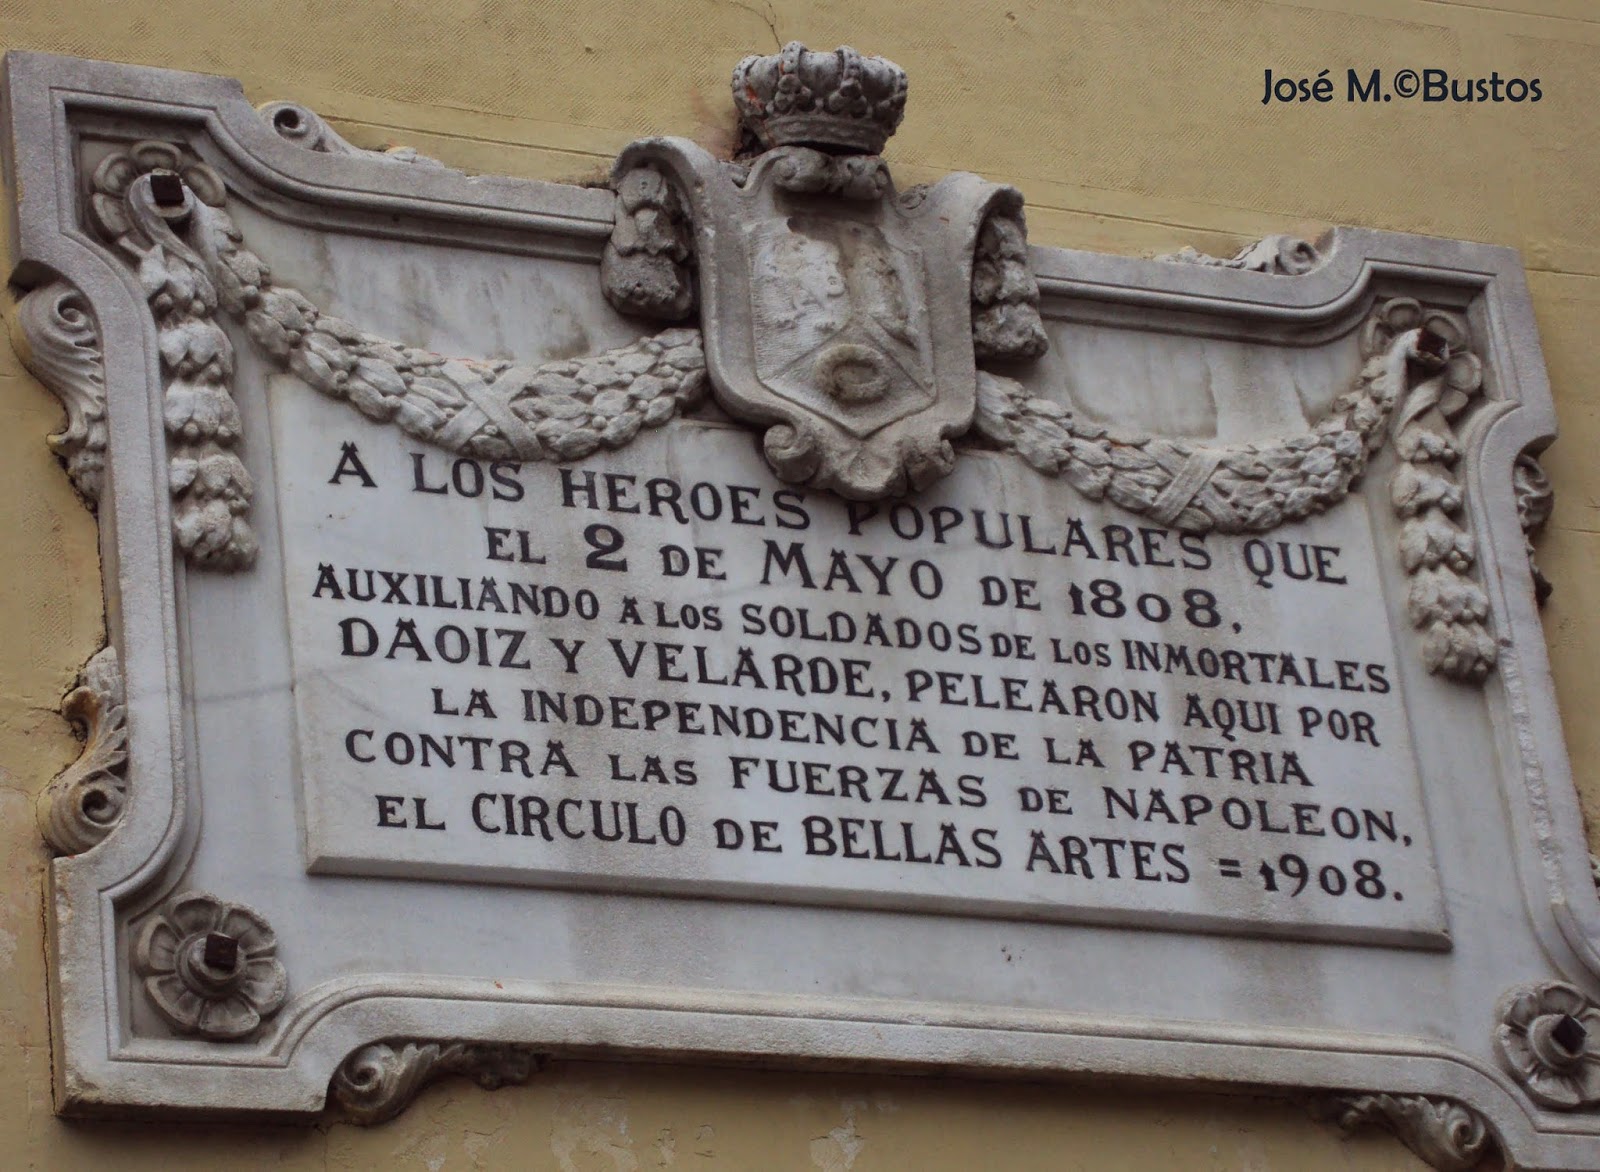 José M.©Bustos
A LOS HEROES POPULARES QUE
EL 2 DE MAYO DE 1808,
AUXILIANDO A LOS SOLDADOS DE LOS INMORTALES
DAOIZ Y VELARDE, PELEARON AQUI POR
LA INDEPENDENCIA DE LA PATRIA
CONTRA LAS FUERZAS DE NAPOLEON,
EL CIRCULO DE BELLAS ARTES = 1908.